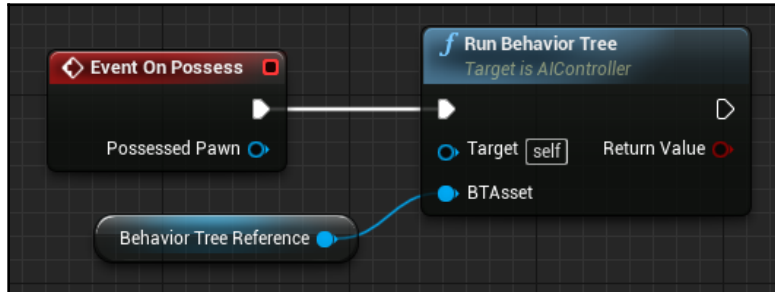 Event On Possess
Possessed Pawn
Behavior Tree Reference
f Run Behavior Tree
Target is AIController
Target self Return Value
BTAsset